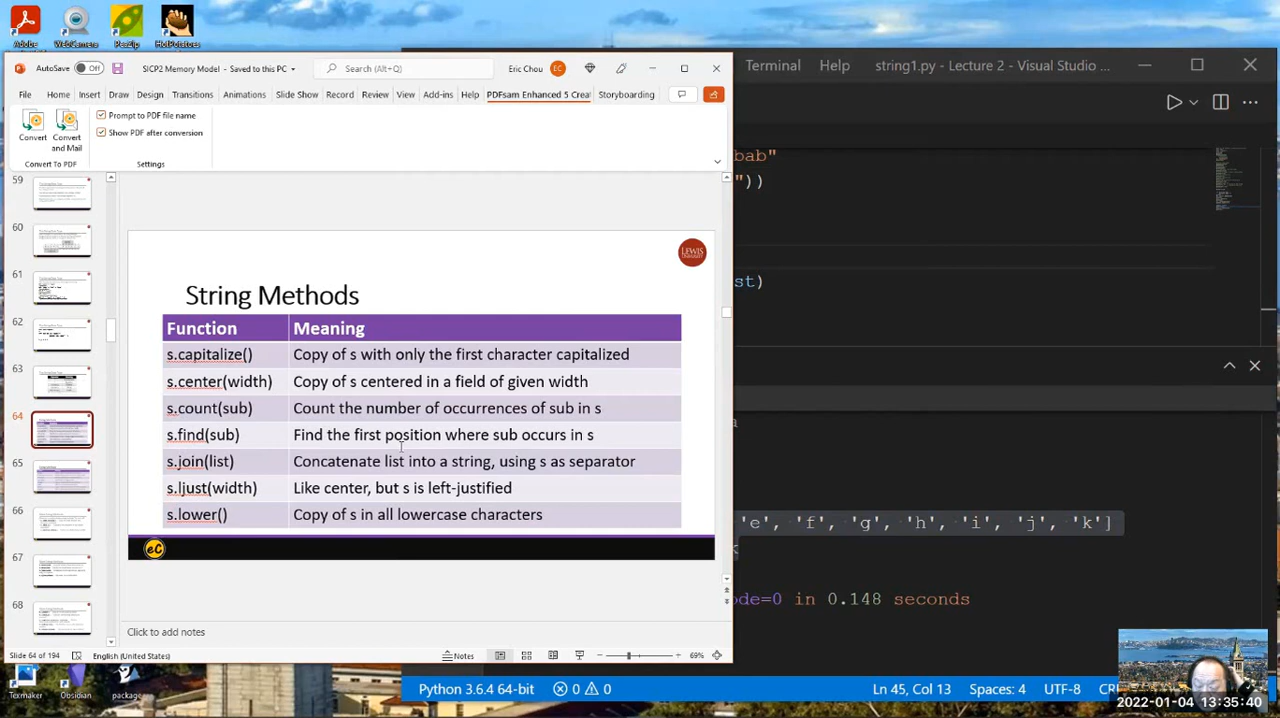 Adobe
WebCamera
PeaZip
HotPotatoes
AutoSave
Off
SICP2 Memory Model - Saved to this PC
Search (Alt+Q)
Eric Chou
EC
File Home Insert Draw Design Transitions Animations Slide Show Record Review View Add-ins Help PDFsam Enhanced 5 Crea Storyboarding
Convert
Convert and Mail
Convert To PDF
Prompt to PDF file name
Show PDF after conversion
Settings
Terminal Help string1.py - Lecture 2 - Visual Studio ...
bab"
"))
st)
59
60
61
62
63
64
65
66
67
68
LEWIS
String Methods
Function Meaning
s.capitalize() Copy of s with only the first character capitalized
s.center(width) Copy of s centered in a field of given width
s.count(sub) Count the number of occurrences of sub in s
s.find(sub) Find the first position where sub occurs in s
s.join(list) Concatenate list into a string, using s as separator
s.ljust(width) Like center, but s is left-justified
s.lower() Copy of s in all lowercase characters
eC
a
e', 'f', 'g', 'h', 'i', 'j', 'k']
k
ode=0 in 0.148 seconds
Click to add notes
Slide 64 of 194
English (United States)
Notes
69%
Texmaker
Obsidian
package
Python 3.6.4 64-bit
0
0
Ln 45, Col 13
Spaces: 4
UTF-8
2022-01-04 13:35:40